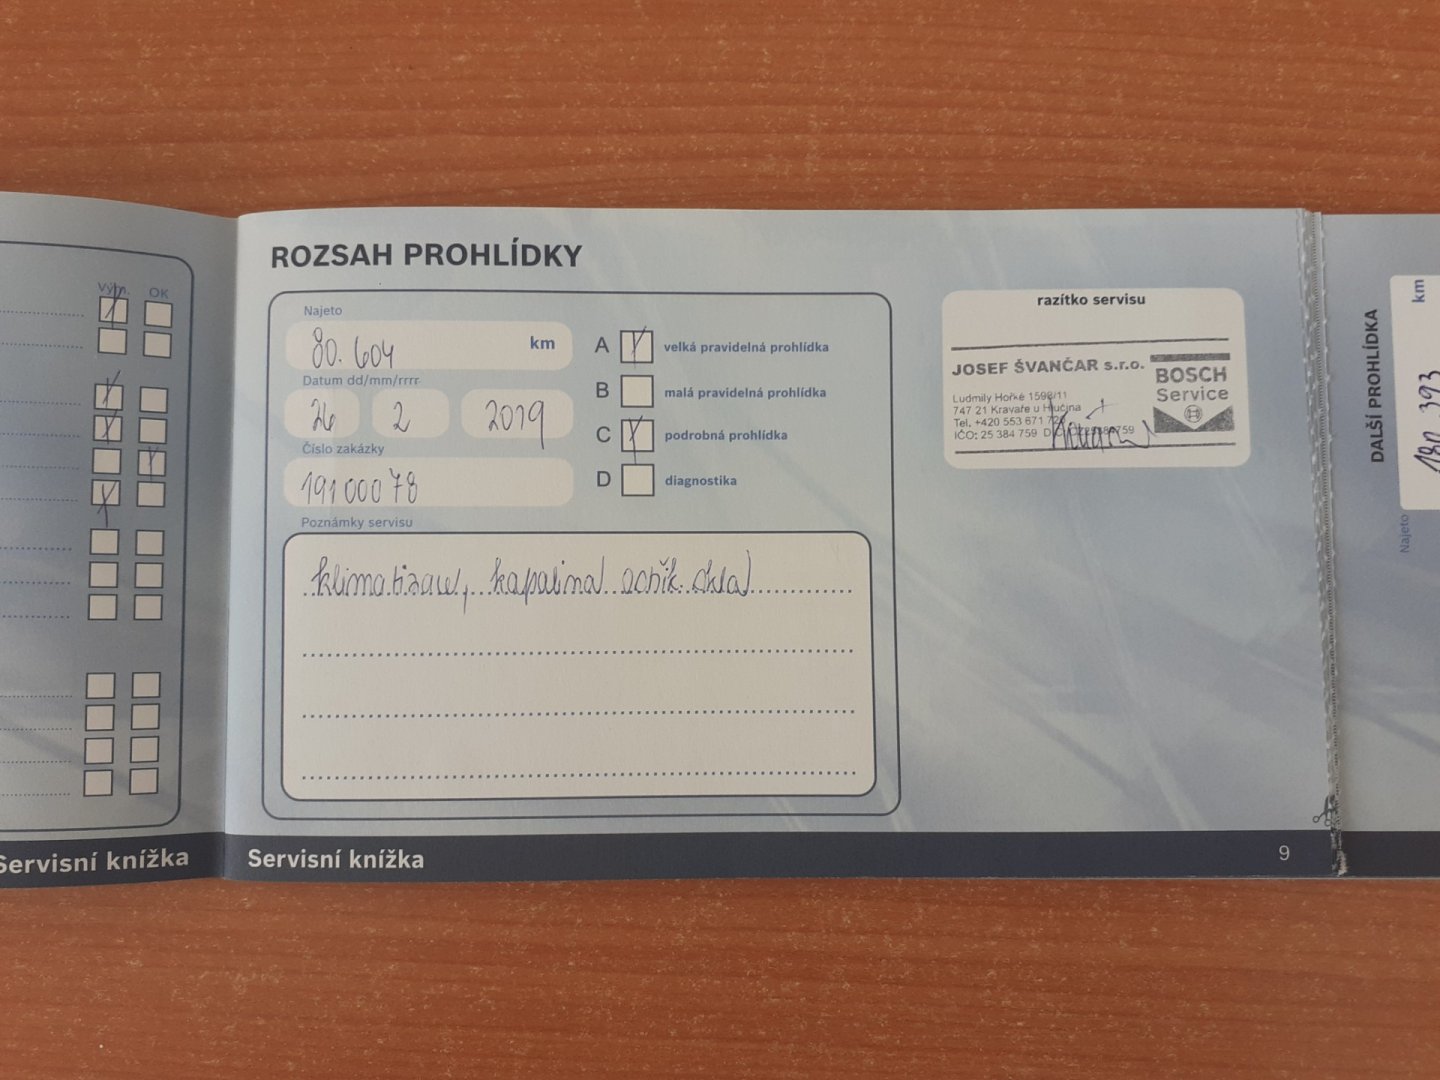 Vým. OK
Servisní knížka
ROZSAH PROHLÍDKY
Najeto
80.604 km
Datum dd/mm/rrrr
26 2 2019
Číslo zakázky
19100078
A velká pravidelná prohlídka
B malá pravidelná prohlídka
C podrobná prohlídka
D diagnostika
Poznámky servisu
klimatizace, kapalina ostřik. skla
razítko servisu
JOSEF ŠVANČAR s.r.o.
Ludmily Hořké 1598/11
747 21 Kravaře u Hlučína
Tel. +420 553 671
IČO: 25 384 759
BOSCH
Service
Servisní knížka
9
DALŠÍ PROHLÍDKA
Najeto
km